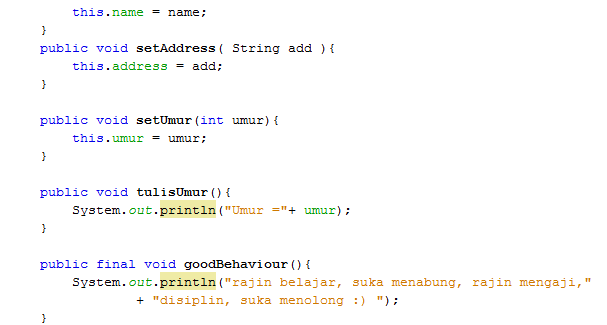 this.name = name;
}
public void setAddress( String add ){
this.address = add;
}
public void setUmur(int umur){
this.umur = umur;
}
public void tulisUmur(){
System.out.println("Umur ="+ umur);
}
public final void goodBehaviour(){
System.out.println("rajin belajar, suka menabung, rajin mengaji,"
+ "disiplin, suka menolong :) ");
}